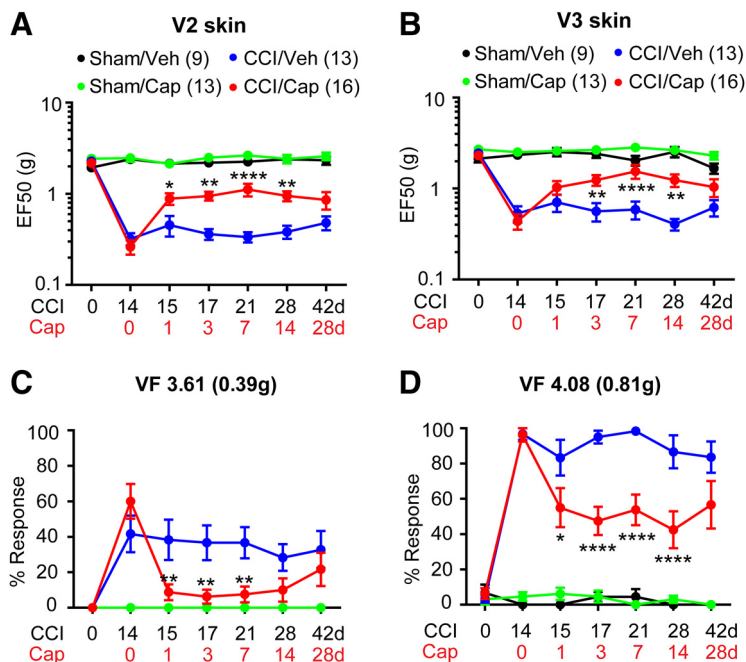 A
V2 skin
Sham/Veh (9)
CCI/Veh (13)
Sham/Cap (13)
CCI/Cap (16)
EF50 (g)
10
1
0.1
*
**
****
**
CCI 0 14 15 17 21 28 42d
Cap 0 1 3 7 14 28d
B
V3 skin
Sham/Veh (9)
CCI/Veh (13)
Sham/Cap (13)
CCI/Cap (16)
EF50 (g)
10
1
0.1
**
****
**
CCI 0 14 15 17 21 28 42d
Cap 0 1 3 7 14 28d
C
VF 3.61 (0.39g)
% Response
100
80
60
40
20
0
**
**
**
CCI 0 14 15 17 21 28 42d
Cap 0 1 3 7 14 28d
D
VF 4.08 (0.81g)
% Response
100
80
60
40
20
0
*
****
****
****
CCI 0 14 15 17 21 28 42d
Cap 0 1 3 7 14 28d